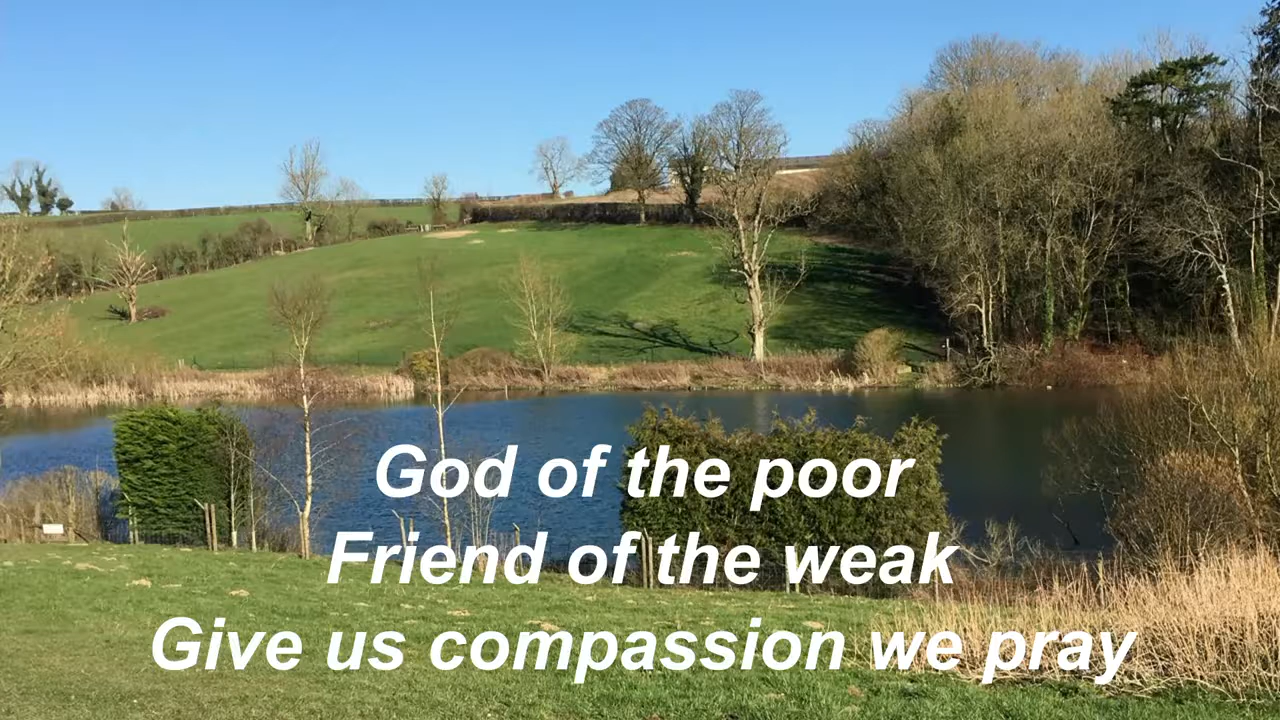 God of the poor
Friend of the weak
Give us compassion we pray